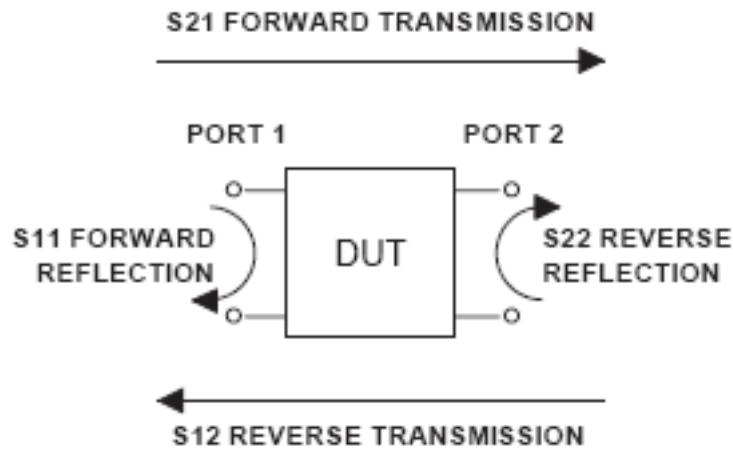 S21 FORWARD TRANSMISSION
PORT 1
PORT 2
S11 FORWARD
REFLECTION
DUT
S22 REVERSE
REFLECTION
S12 REVERSE TRANSMISSION